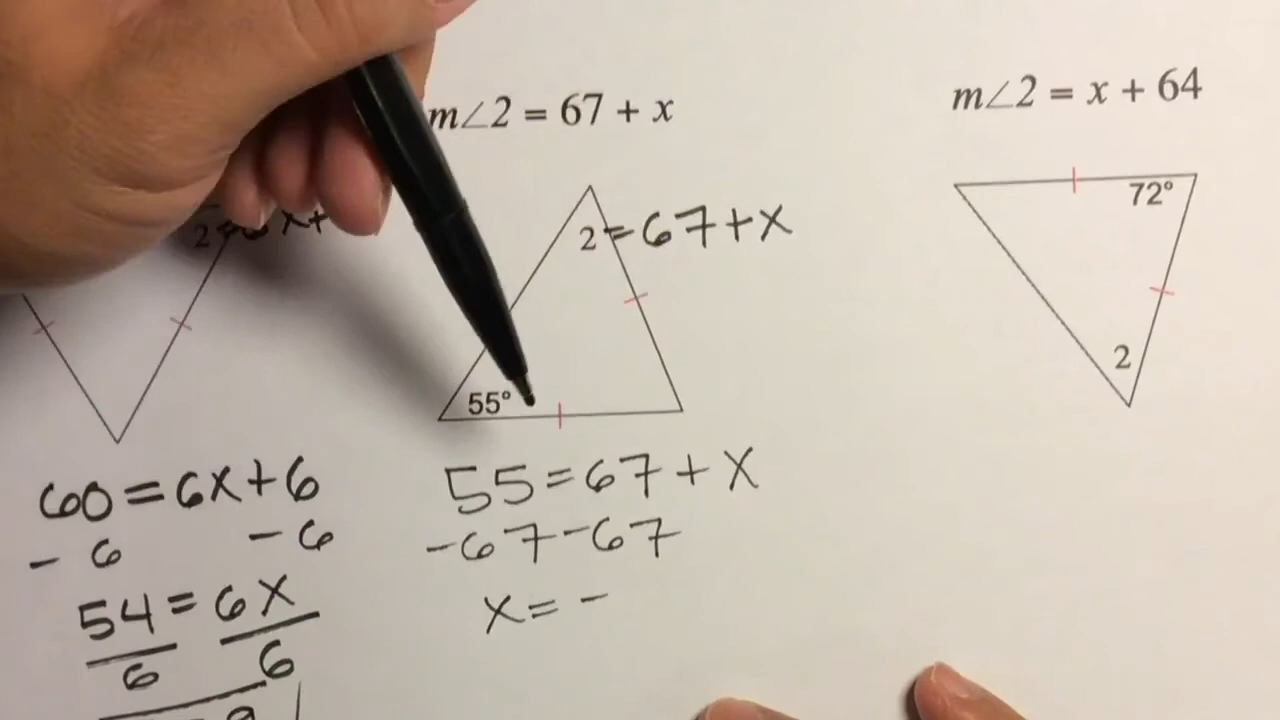 m∠2 = 67 + x
m∠2 = x + 64
2
2 = 67 + x
72°
55°
2
60 = 6x + 6
- 6 - 6
54 = 6x
6 6
55 = 67 + x
-67 -67
x = -